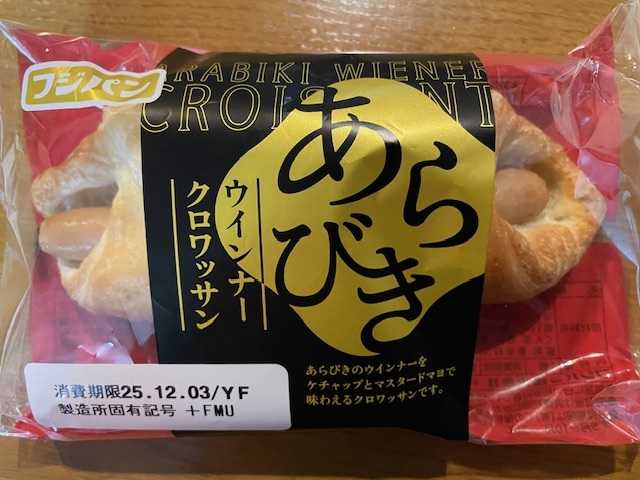 フジパン
ARABIKI WIENER
CROISSANT
あらびき
ウインナー
クロワッサン
あらびきのウインナーを
ケチャップとマスタードマヨで
味わえるクロワッサンです。
消費期限25.12.03/YF
製造所固有記号 +FMU